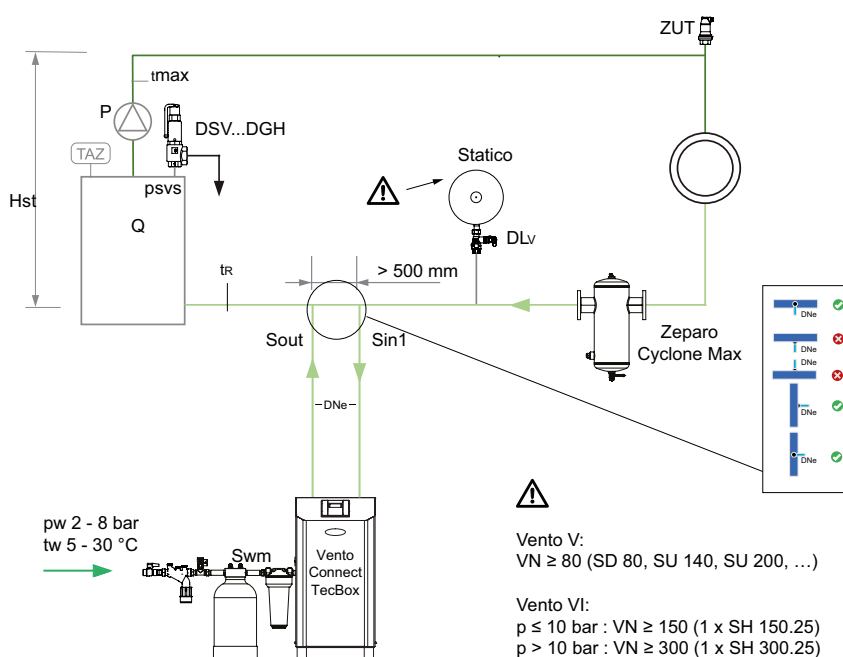 ZUT
tmax
P
DSV...DGH
TAZ
psvs
Statico
Hst
Q
DLV
tR
> 500 mm
Sout
Sin1
Zeparo
Cyclone Max
DNe
DNe
DNe
DNe
DNe
DNe
pw 2 - 8 bar
tw 5 - 30 °C
Swm
Vento
Connect
TecBox
Vento V:
VN ≥ 80 (SD 80, SU 140, SU 200, …)
Vento VI:
p ≤ 10 bar : VN ≥ 150 (1 x SH 150.25)
p > 10 bar : VN ≥ 300 (1 x SH 300.25)